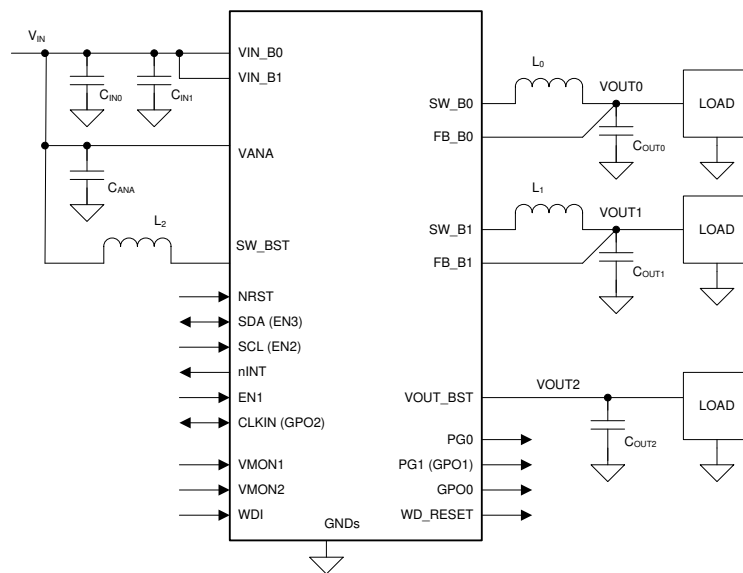 VIN
VIN_B0
VIN_B1
CIN0
CIN1
VANA
CANA
L2
SW_BST
NRST
SDA (EN3)
SCL (EN2)
nINT
EN1
CLKIN (GPO2)
VMON1
VMON2
WDI
GNDs
L0
VOUT0
SW_B0
LOAD
FB_B0
COUT0
L1
VOUT1
SW_B1
LOAD
FB_B1
COUT1
VOUT2
VOUT_BST
LOAD
COUT2
PG0
PG1 (GPO1)
GPO0
WD_RESET